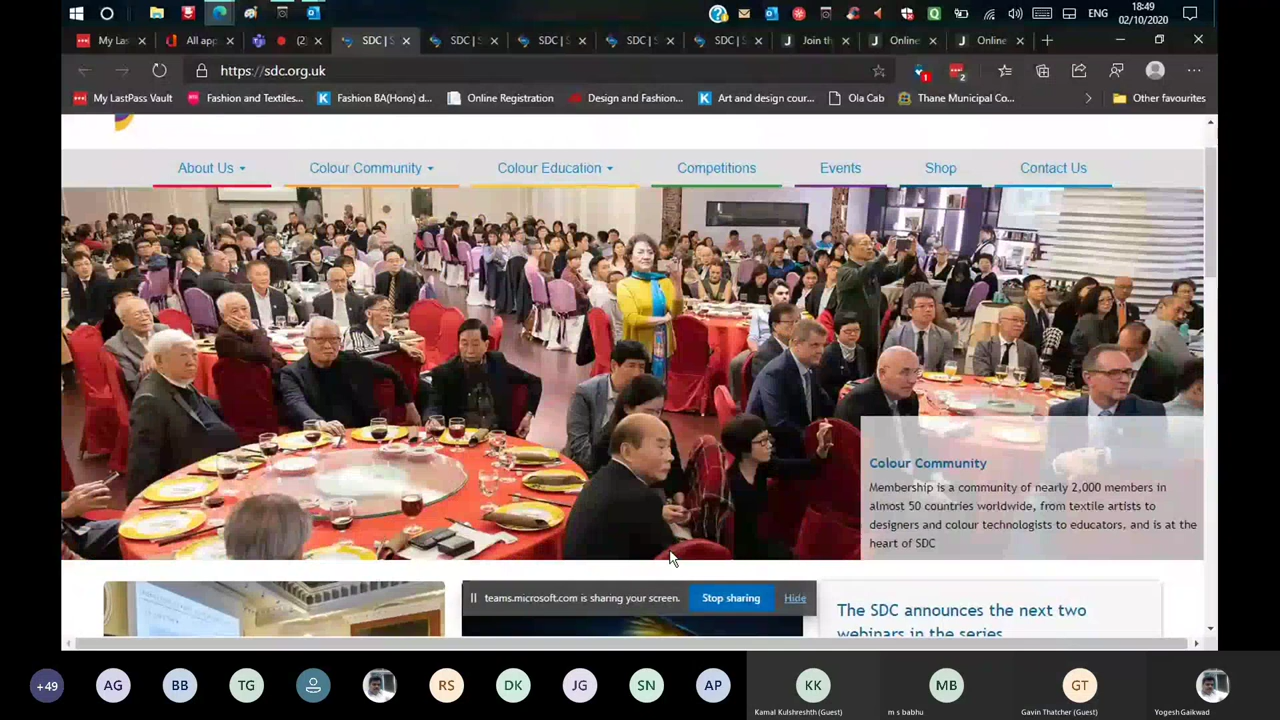 18:49
ENG
02/10/2020
My Las
All app
(2)
SDC | S
SDC | S
SDC | S
SDC | S
SDC | S
Join th
Online
Online
https://sdc.org.uk
1
2
My LastPass Vault
Fashion and Textiles...
Fashion BA(Hons) d...
Online Registration
Design and Fashion...
Art and design cour...
Ola Cab
Thane Municipal Co...
Other favourites
About Us
Colour Community
Colour Education
Competitions
Events
Shop
Contact Us
Colour Community
Membership is a community of nearly 2,000 members in
almost 50 countries worldwide, from textile artists to
designers and colour technologists to educators, and is at the
heart of SDC
teams.microsoft.com is sharing your screen.
Stop sharing
Hide
The SDC announces the next two
webinars in the series
+49
AG
BB
TG
RS
DK
JG
SN
AP
KK
MB
GT
Kamal Kulshreshth (Guest)
m s babhu
Gavin Thatcher (Guest)
Yogesh Gaikwad